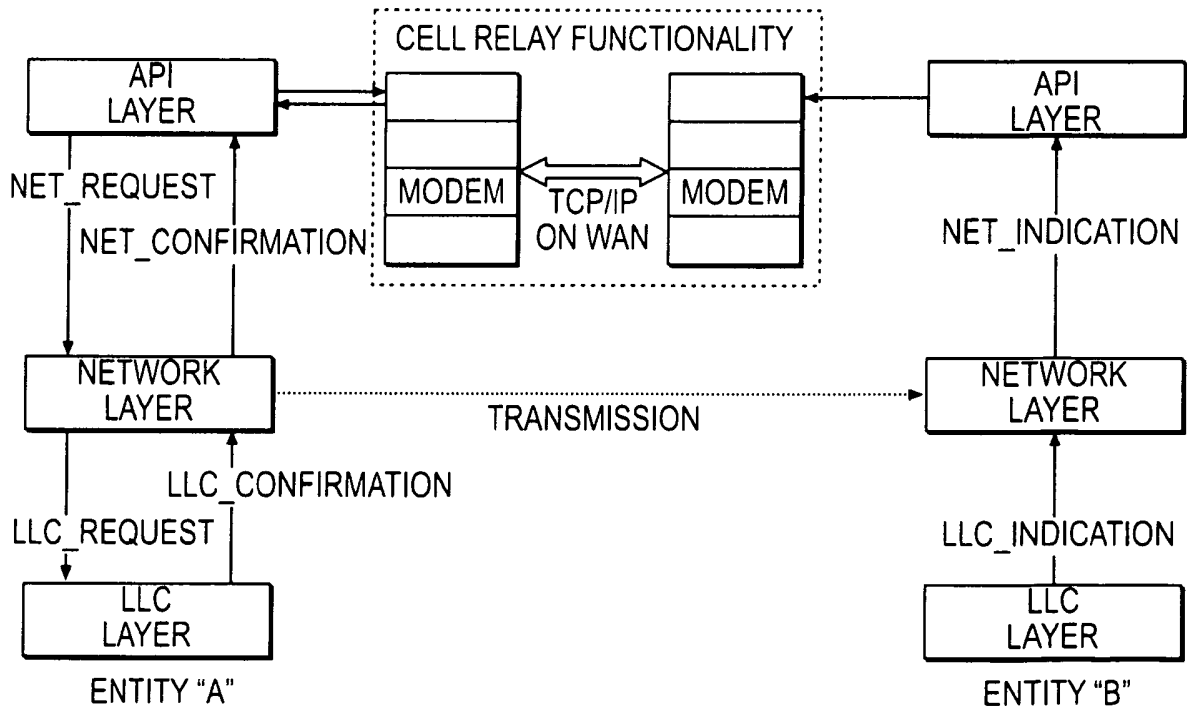 CELL RELAY FUNCTIONALITY
API
LAYER
API
LAYER
NET_REQUEST
NET_CONFIRMATION
MODEM
TCP/IP
ON WAN
MODEM
NET_INDICATION
NETWORK
LAYER
TRANSMISSION
NETWORK
LAYER
LLC_CONFIRMATION
LLC_REQUEST
LLC_INDICATION
LLC
LAYER
LLC
LAYER
ENTITY “A”
ENTITY “B”